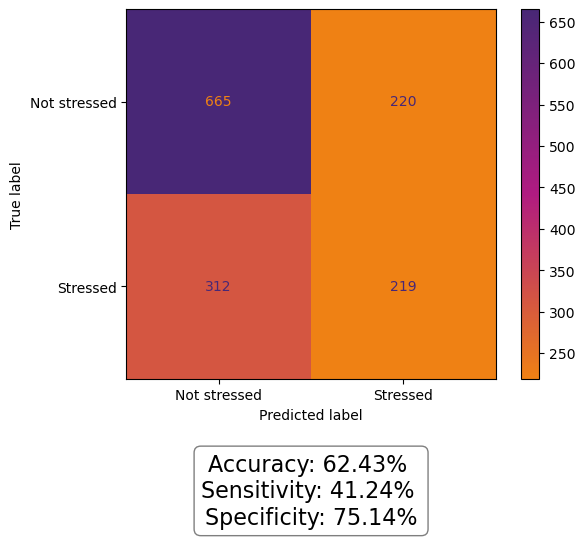 Not stressed
665
220
Stressed
312
219
Not stressed
Stressed
Predicted label
True label
650
600
550
500
450
400
350
300
250
Accuracy: 62.43%
Sensitivity: 41.24%
Specificity: 75.14%